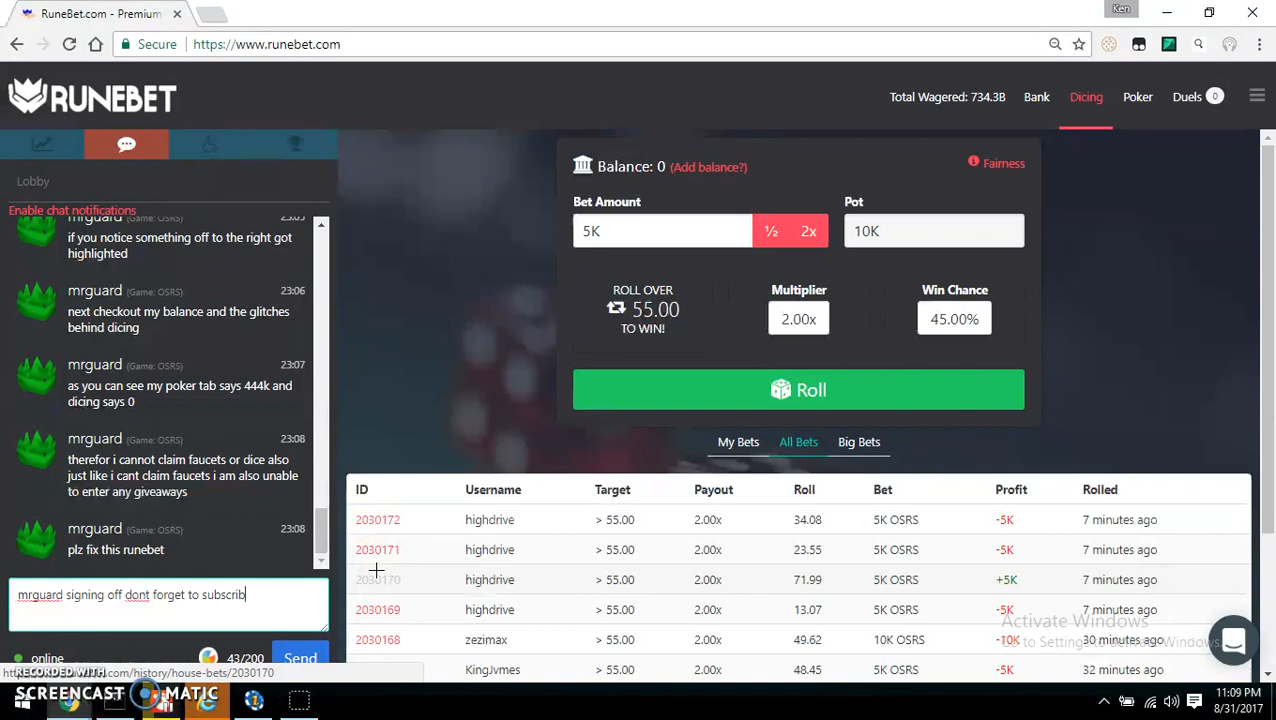 RuneBet.com - Premium
Ken
Secure https://www.runebet.com
RUNEBET
Total Wagered: 734.3B Bank Dicing Poker Duels 0
Lobby
Enable chat notifications
mrguard (Game: OSRS) 23:05
if you notice something off to the right got
highlighted
mrguard (Game: OSRS) 23:06
next checkout my balance and the glitches
behind dicing
mrguard (Game: OSRS) 23:07
as you can see my poker tab says 444k and
dicing says 0
mrguard (Game: OSRS) 23:08
therefor i cannot claim faucets or dice also
just like i cant claim faucets i am also unable
to enter any giveaways
mrguard (Game: OSRS) 23:08
plz fix this runebet
mrguard signing off dont forget to subscrib
online 43/200 Send
Balance: 0 (Add balance?) Fairness
Bet Amount Pot
5K ½ 2x 10K
ROLL OVER Multiplier Win Chance
55.00 2.00x 45.00%
TO WIN!
Roll
My Bets All Bets Big Bets
ID Username Target Payout Roll Bet Profit Rolled
2030172 highdrive > 55.00 2.00x 34.08 5K OSRS -5K 7 minutes ago
2030171 highdrive > 55.00 2.00x 23.55 5K OSRS -5K 7 minutes ago
2030170 highdrive > 55.00 2.00x 71.99 5K OSRS +5K 7 minutes ago
2030169 highdrive > 55.00 2.00x 13.07 5K OSRS -5K 7 minutes ago
2030168 zezimax > 55.00 2.00x 49.62 10K OSRS -10K 30 minutes ago
KingJvmes > 55.00 2.00x 48.45 5K OSRS -5K 32 minutes ago
Activate Windows
Go to Settings to activate Windows.
com/history/house-bets/2030170
RECORDED WITH
SCREENCAST MATIC
11:09 PM
8/31/2017